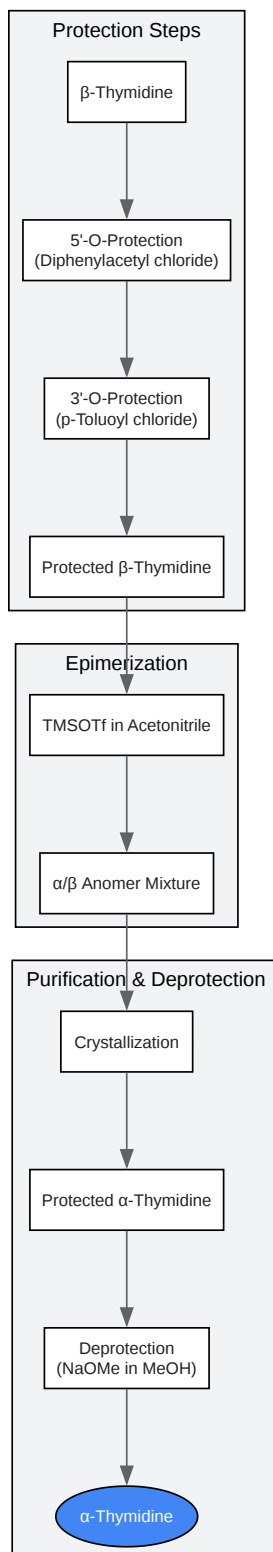 Protection Steps
β-Thymidine
5'-O-Protection
(Diphenylacetyl chloride)
3'-O-Protection
(p-Toluoyl chloride)
Protected β-Thymidine
Epimerization
TMSOTf in Acetonitrile
α/β Anomer Mixture
Purification & Deprotection
Crystallization
Protected α-Thymidine
Deprotection
(NaOMe in MeOH)
α-Thymidine